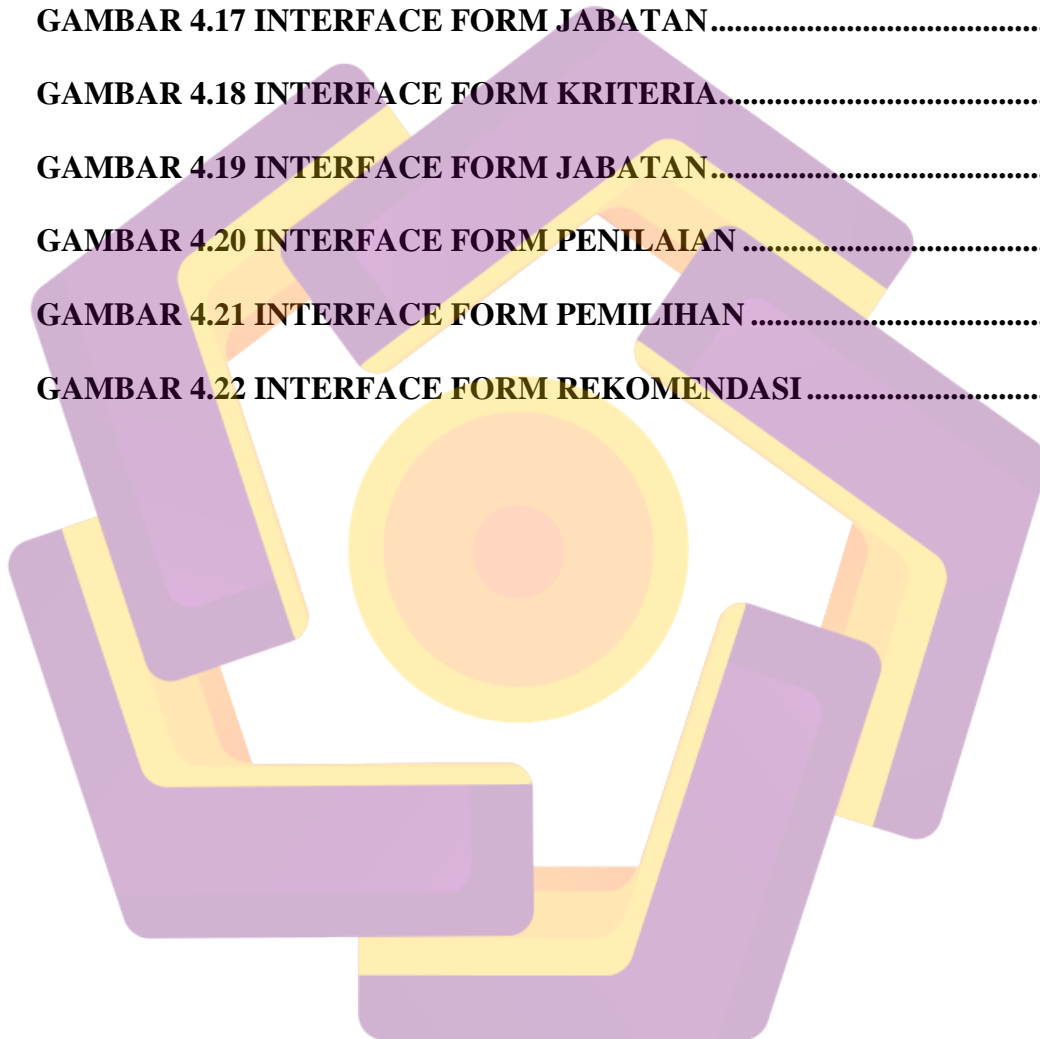 GAMBAR 4.17 INTERFACE FORM JABATAN........................................
GAMBAR 4.18 INTERFACE FORM KRITERIA.......................................
GAMBAR 4.19 INTERFACE FORM JABATAN........................................
GAMBAR 4.20 INTERFACE FORM PENILAIAN ....................................
GAMBAR 4.21 INTERFACE FORM PEMILIHAN ...................................
GAMBAR 4.22 INTERFACE FORM REKOMENDASI ............................